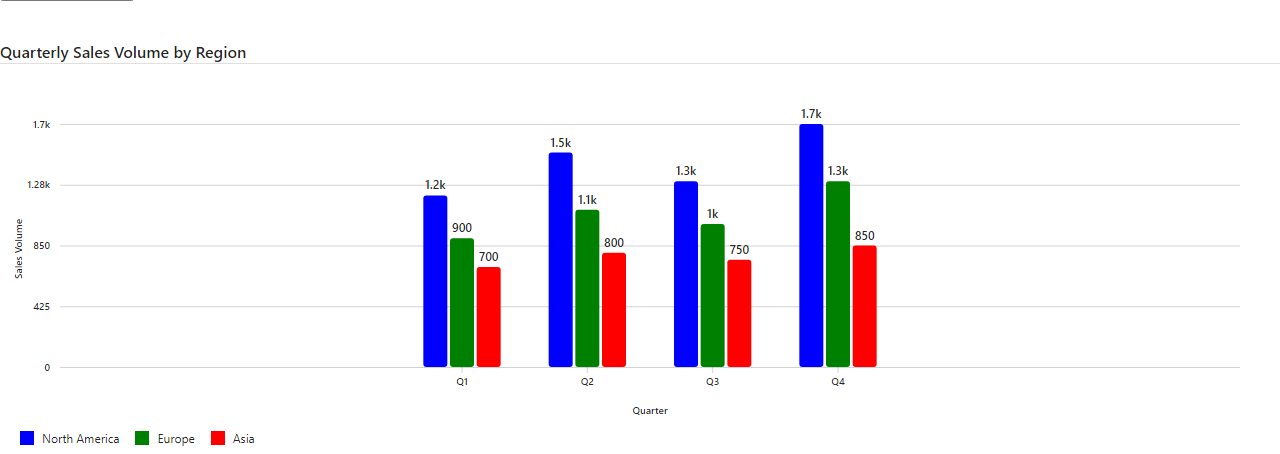 Quarterly Sales Volume by Region
1.7k
1.28k
850
425
0
Sales Volume
1.2k
900
700
1.5k
1.1k
800
1.3k
1k
750
1.7k
1.3k
850
Q1 Q2 Q3 Q4
Quarter
North America Europe Asia